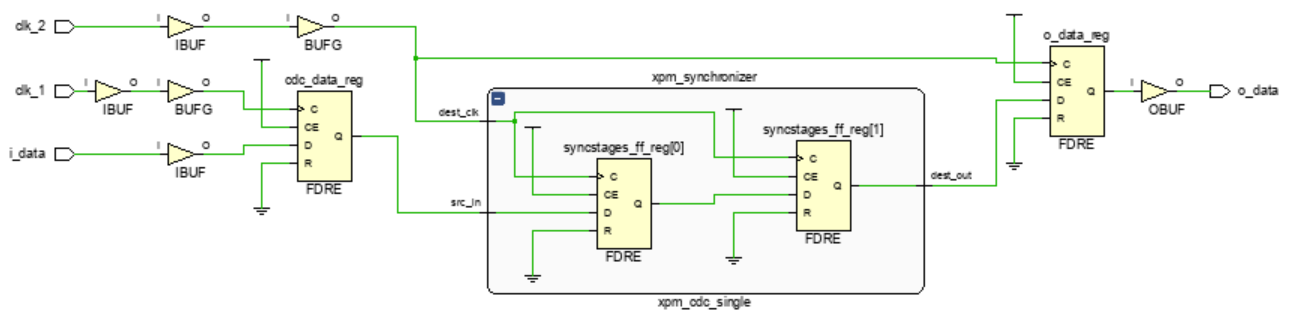 clk_2
I
O
IBUF
I
O
BUFG
clk_1
I
O
IBUF
I
O
BUFG
i_data
I
O
IBUF
cdc_data_reg
C
CE
D
R
Q
FDRE
xpm_synchronizer
dest_clk
src_in
syncstages_ff_reg[0]
C
CE
D
R
Q
FDRE
syncstages_ff_reg[1]
C
CE
D
R
Q
FDRE
dest_out
xpm_cdc_single
o_data_reg
C
CE
D
R
Q
FDRE
I
O
OBUF
o_data